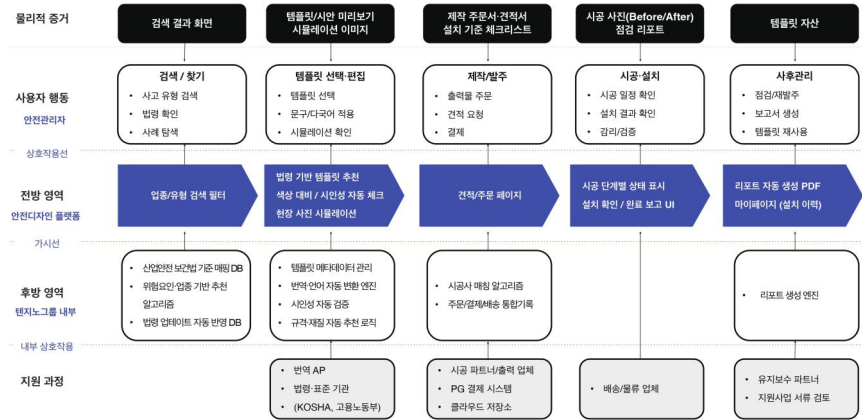 물리적 증거
검색 결과 화면
템플릿/시안 미리보기
시뮬레이션 이미지
제작 주문서·견적서
설치 기준 체크리스트
시공 사진(Before/After)
점검 리포트
템플릿 자산
사용자 행동
안전관리자
검색 / 찾기
• 사고 유형 검색
• 법령 확인
• 사례 탐색
템플릿 선택·편집
• 템플릿 선택
• 문구/다국어 적용
• 시뮬레이션 확인
제작/발주
• 출력물 주문
• 견적 요청
• 결제
시공·설치
• 시공 일정 확인
• 설치 결과 확인
• 감리/검증
사후관리
• 점검/재발주
• 보고서 생성
• 템플릿 재사용
상호작용선
전방 영역
안전디자인 플랫폼
업종/유형 검색 필터
법령 기반 템플릿 추천
색상 대비 / 시인성 자동 체크
현장 사진 시뮬레이션
견적/주문 페이지
시공 단계별 상태 표시
설치 확인 / 완료 보고 UI
리포트 자동 생성 PDF
마이페이지 (설치 이력)
가시선
후방 영역
텐지노그룹 내부
• 산업안전 보건법 기준 매핑 DB
• 위험요인·업종 기반 추천
알고리즘
• 법령 업테이트 자동 반영 DB
• 템플릿 메타데이터 관리
• 번역·언어 자동 변환 엔진
• 시인성 자동 검증
• 규격·재질 자동 추천 로직
• 시공사 매칭 알고리즘
• 주문/결제/배송 통합기록
• 리포트 생성 엔진
내부 상호작용
지원 과정
• 번역 AP
• 법령·표준 기관
• (KOSHA, 고용노동부)
• 시공 파트너/출력 업체
• PG 결제 시스템
• 클라우드 저장소
• 배송/물류 업체
• 유지보수 파트너
• 지원사업 서류 검토